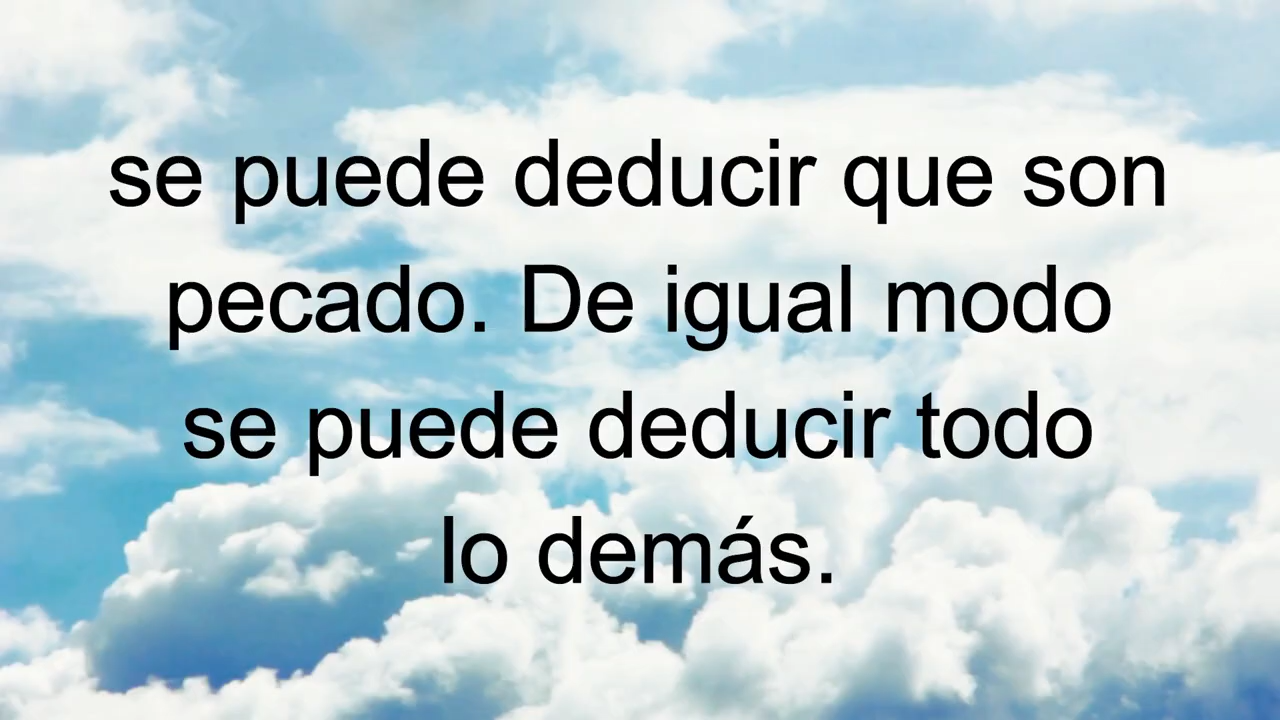 se puede deducir que son
pecado. De igual modo
se puede deducir todo
lo demás.